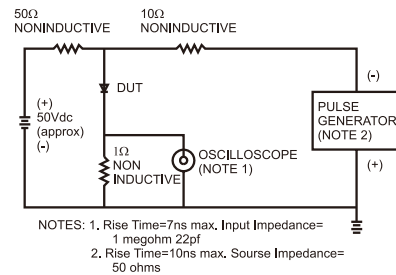 50Ω
NONINDUCTIVE
10Ω
NONINDUCTIVE
DUT
(+)
50Vdc
(approx)
(-)
1Ω
NON
INDUCTIVE
OSCILLOSCOPE
(NOTE 1)
(-)
PULSE
GENERATOR
(NOTE 2)
(+)
NOTES: 1. Rise Time=7ns max. Input Impedance=
1 megohm 22pf
2. Rise Time=10ns max. Sourse Impedance=
50 ohms